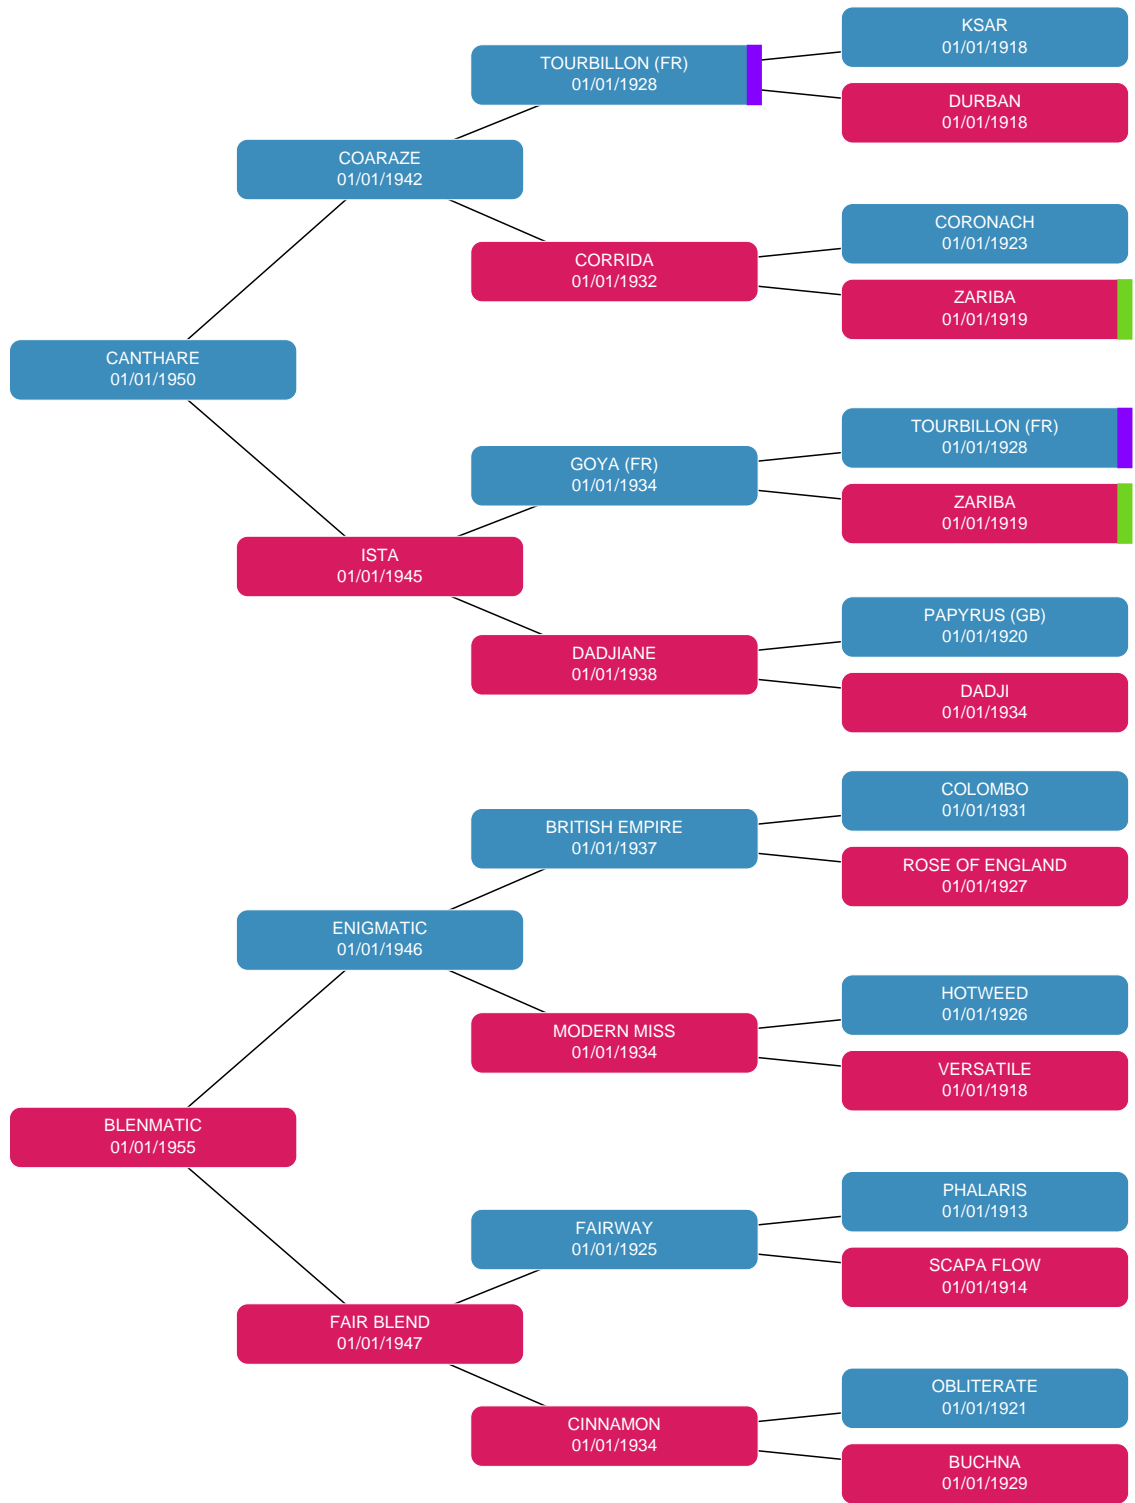 KSAR
01/01/1918
TOURBILLON (FR)
01/01/1928
DURBAN
01/01/1918
COARAZE
01/01/1942
CORONACH
01/01/1923
CORRIDA
01/01/1932
ZARIBA
01/01/1919
CANTHARE
01/01/1950
TOURBILLON (FR)
01/01/1928
GOYA (FR)
01/01/1934
ZARIBA
01/01/1919
ISTA
01/01/1945
PAPYRUS (GB)
01/01/1920
DADJIANE
01/01/1938
DADJI
01/01/1934
COLOMBO
01/01/1931
BRITISH EMPIRE
01/01/1937
ROSE OF ENGLAND
01/01/1927
ENIGMATIC
01/01/1946
HOTWEED
01/01/1926
MODERN MISS
01/01/1934
VERSATILE
01/01/1918
BLENMATIC
01/01/1955
PHALARIS
01/01/1913
FAIRWAY
01/01/1925
SCAPA FLOW
01/01/1914
FAIR BLEND
01/01/1947
OBLITERATE
01/01/1921
CINNAMON
01/01/1934
BUCHNA
01/01/1929